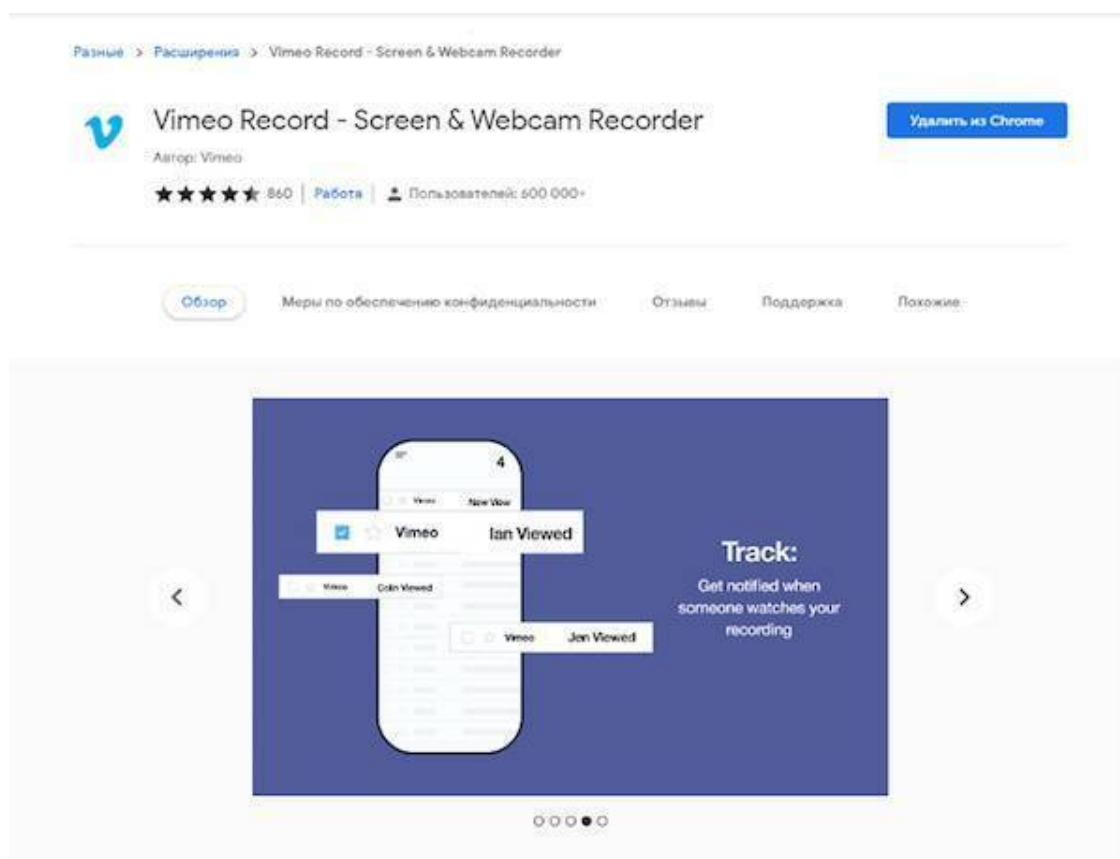 Разные > Расширения > Vimeo Record - Screen & Webcam Recorder
Vimeo Record - Screen & Webcam Recorder
Удалить из Chrome
Автор: Vimeo
860 | Работа | Пользователей: 600 000+
Обзор Меры по обеспечению конфиденциальности Отзывы Поддержка Похожие
4
Vimeo New View
Vimeo Ian Viewed
Vimeo Colin Viewed
Vimeo Jen Viewed
Track:
Get notified when
someone watches your
recording